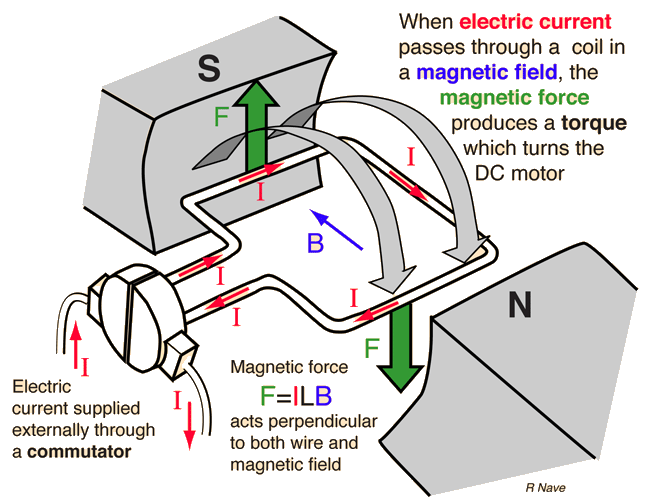 When electric current
passes through a coil in
a magnetic field, the
magnetic force
produces a torque
which turns the
DC motor
S
F
I
I
B
I
I
I
N
F
I
I
Electric
current supplied
externally through
a commutator
Magnetic force
F=ILB
acts perpendicular
to both wire and
magnetic field
R Nave